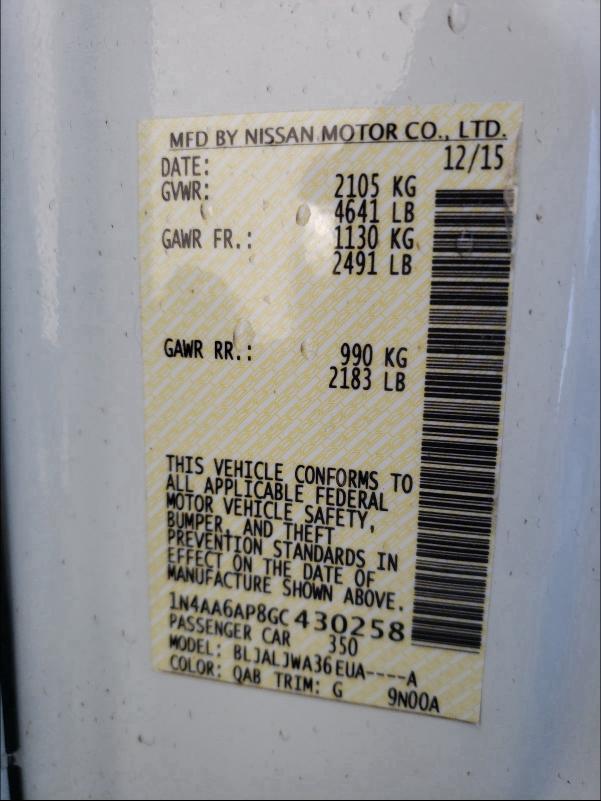 MFD BY NISSAN MOTOR CO., LTD.
DATE: 12/15
GVWR: 2105 KG
4641 LB
GAWR FR.: 1130 KG
2491 LB
GAWR RR.: 990 KG
2183 LB
THIS VEHICLE CONFORMS TO
ALL APPLICABLE FEDERAL
MOTOR VEHICLE SAFETY,
BUMPER, AND THEFT
PREVENTION STANDARDS IN
EFFECT ON THE DATE OF
MANUFACTURE SHOWN ABOVE.
1N4AA6AP8GC430258
PASSENGER CAR 350
MODEL: BLJALJWA36EUA----A
COLOR: QAB TRIM: G 9N00A